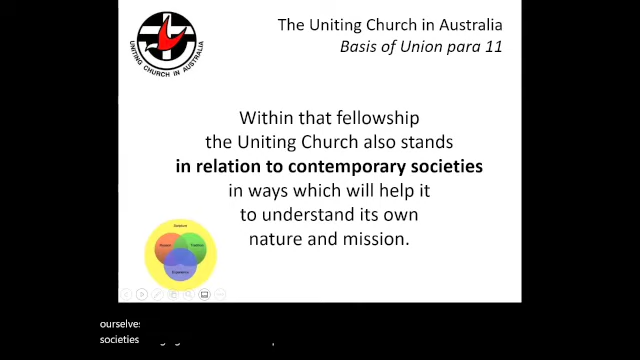 The Uniting Church in Australia
Basis of Union para 11
UNITING CHURCH IN AUSTRALIA
Within that fellowship
the Uniting Church also stands
in relation to contemporary societies
in ways which will help it
to understand its own
nature and mission.
Scripture
Reason
Tradition
Experience
ourselves
societies